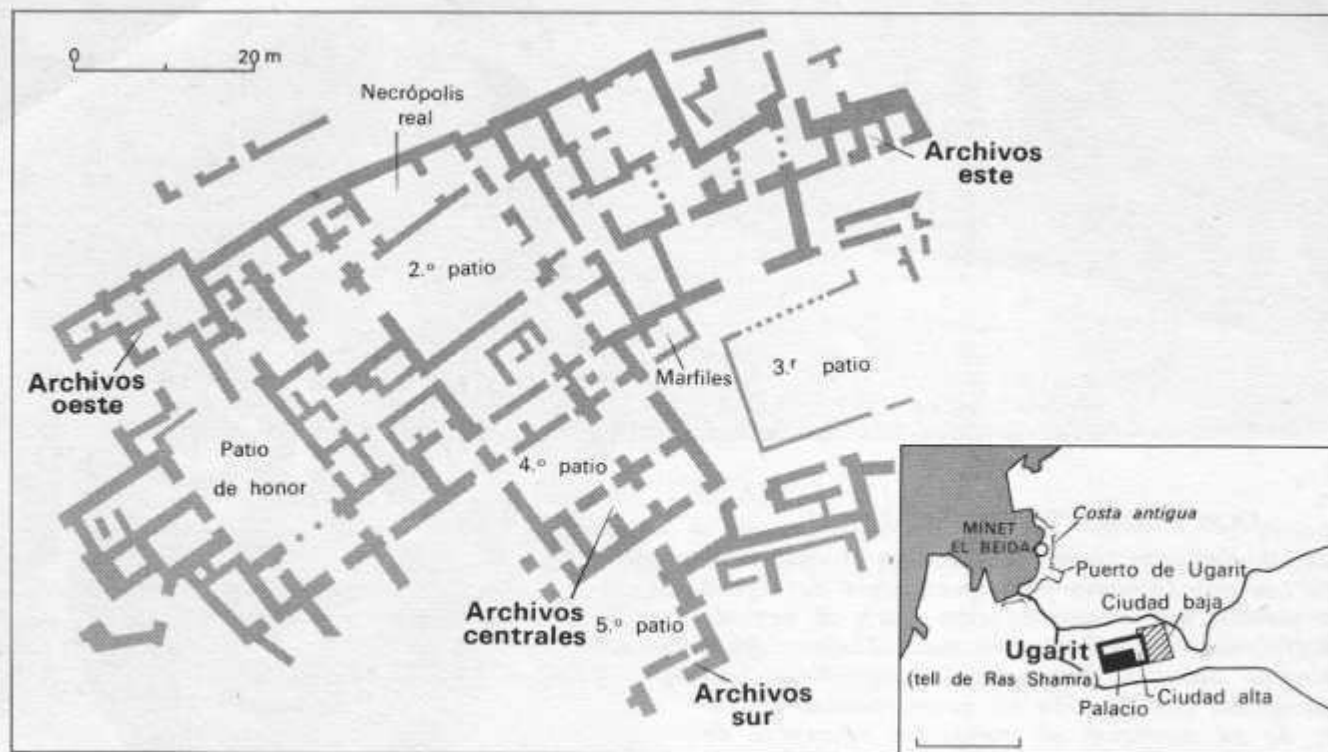 0 20 m
Necrópolis
real
Archivos
este
2.º patio
Archivos
oeste
Marfiles
3.r patio
Patio
de honor
4.º patio
Archivos
centrales
5.º patio
Archivos
sur
MINET
EL BEIDA
Costa antigua
Puerto de Ugarit
Ciudad baja
Ugarit
(tell de Ras Shamra)
Ciudad alta
Palacio